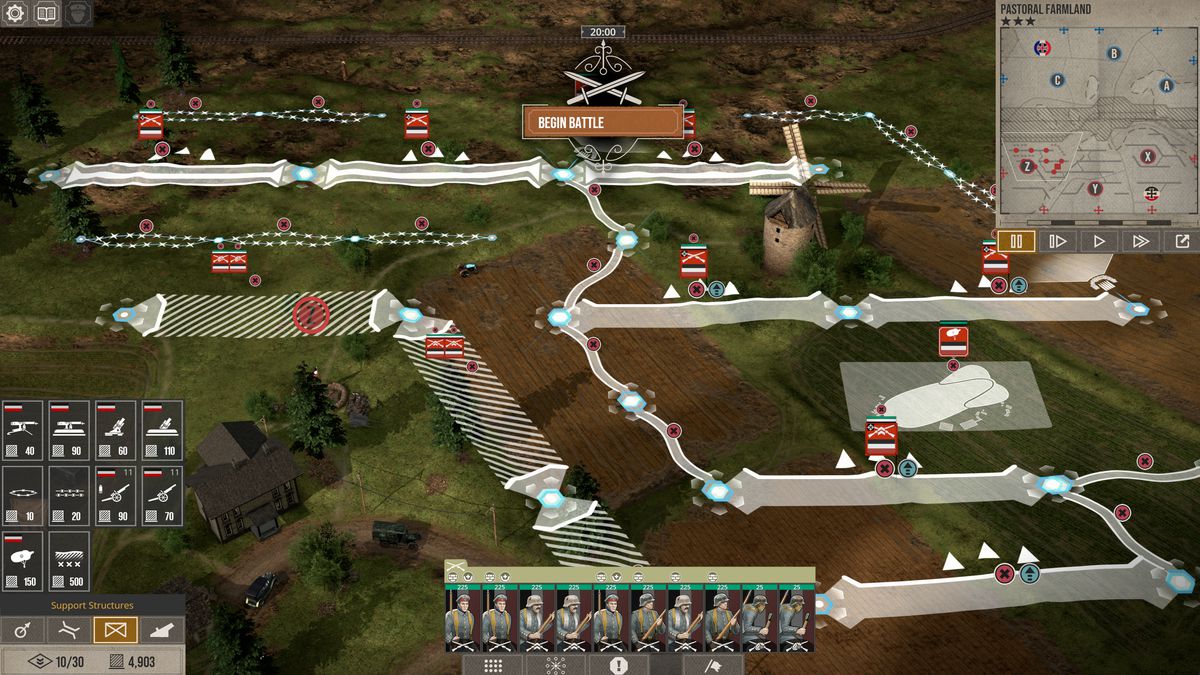 PASTORAL FARMLAND
20:00
BEGIN BATTLE
B
C
A
X
Z
Y
40
90
60
110
11
11
10
20
90
70
150
500
Support Structures
10/30
4,903
225
225
225
225
225
225
225
225
25
25